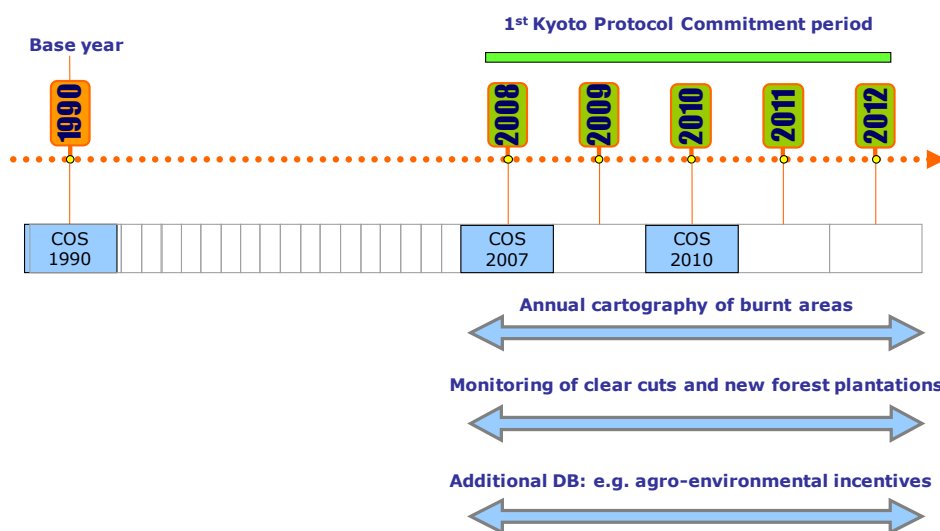 1st Kyoto Protocol Commitment period
Base year
1990
2008
2009
2010
2011
2012
COS
1990
COS
2007
COS
2010
Annual cartography of burnt areas
Monitoring of clear cuts and new forest plantations
Additional DB: e.g. agro-environmental incentives